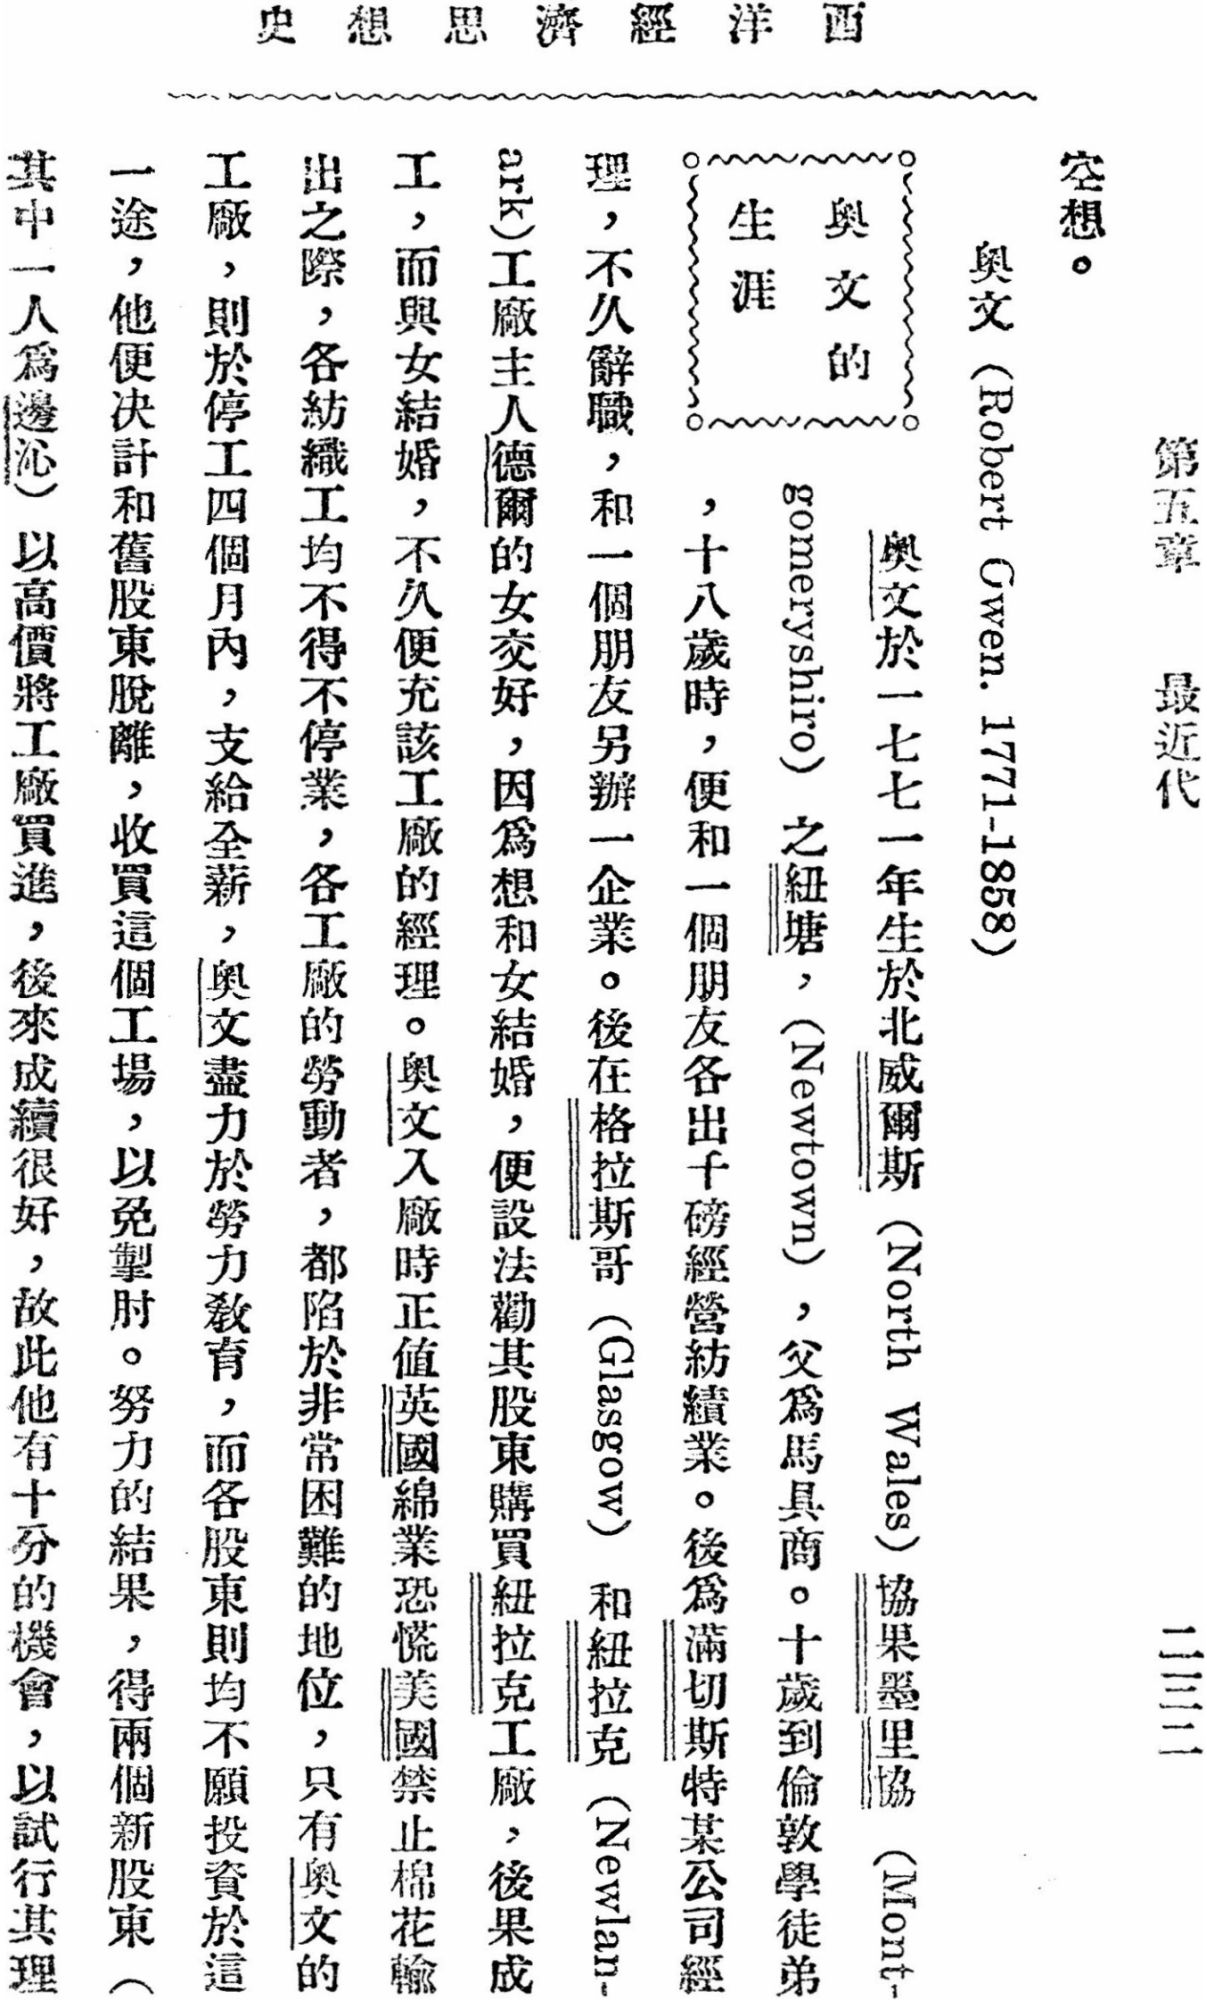 西洋經濟思想史
第五章 最近代 二三二
空想。
奥文 (Robert Gwen. 1771-1858)
奥文的
生涯
奥文於一七七一年生於北威爾斯 (North Wales) 協果墨里協 (Mont-
gomeryshiro) 之紐塘，(Newtown)，父爲馬具商。十歲到倫敦學徒弟
，十八歲時，便和一個朋友各出千磅經營紡績業。後爲滿切斯特某公司經
理，不久辭職，和一個朋友另辦一企業。後在格拉斯哥 (Glasgow) 和紐拉克 (Newlan-
ark) 工廠主人德爾的女交好，因爲想和女結婚，便設法勸其股東購買紐拉克工廠，後果成
工，而與女結婚，不久便充該工廠的經理。奥文入廠時正值英國綿業恐慌美國禁止棉花輸
出之際，各紡織工均不得不停業，各工廠的勞動者，都陷於非常困難的地位，只有奥文的
工廠，則於停工四個月內，支給全薪，奥文盡力於勞力教育，而各股東則均不願投資於這
一途，他便决計和舊股東脫離，收買這個工場，以免掣肘。努力的結果，得兩個新股東（
其中一人爲邊沁）以高價將工廠買進，後來成績很好，故此他有十分的機會，以試行其理